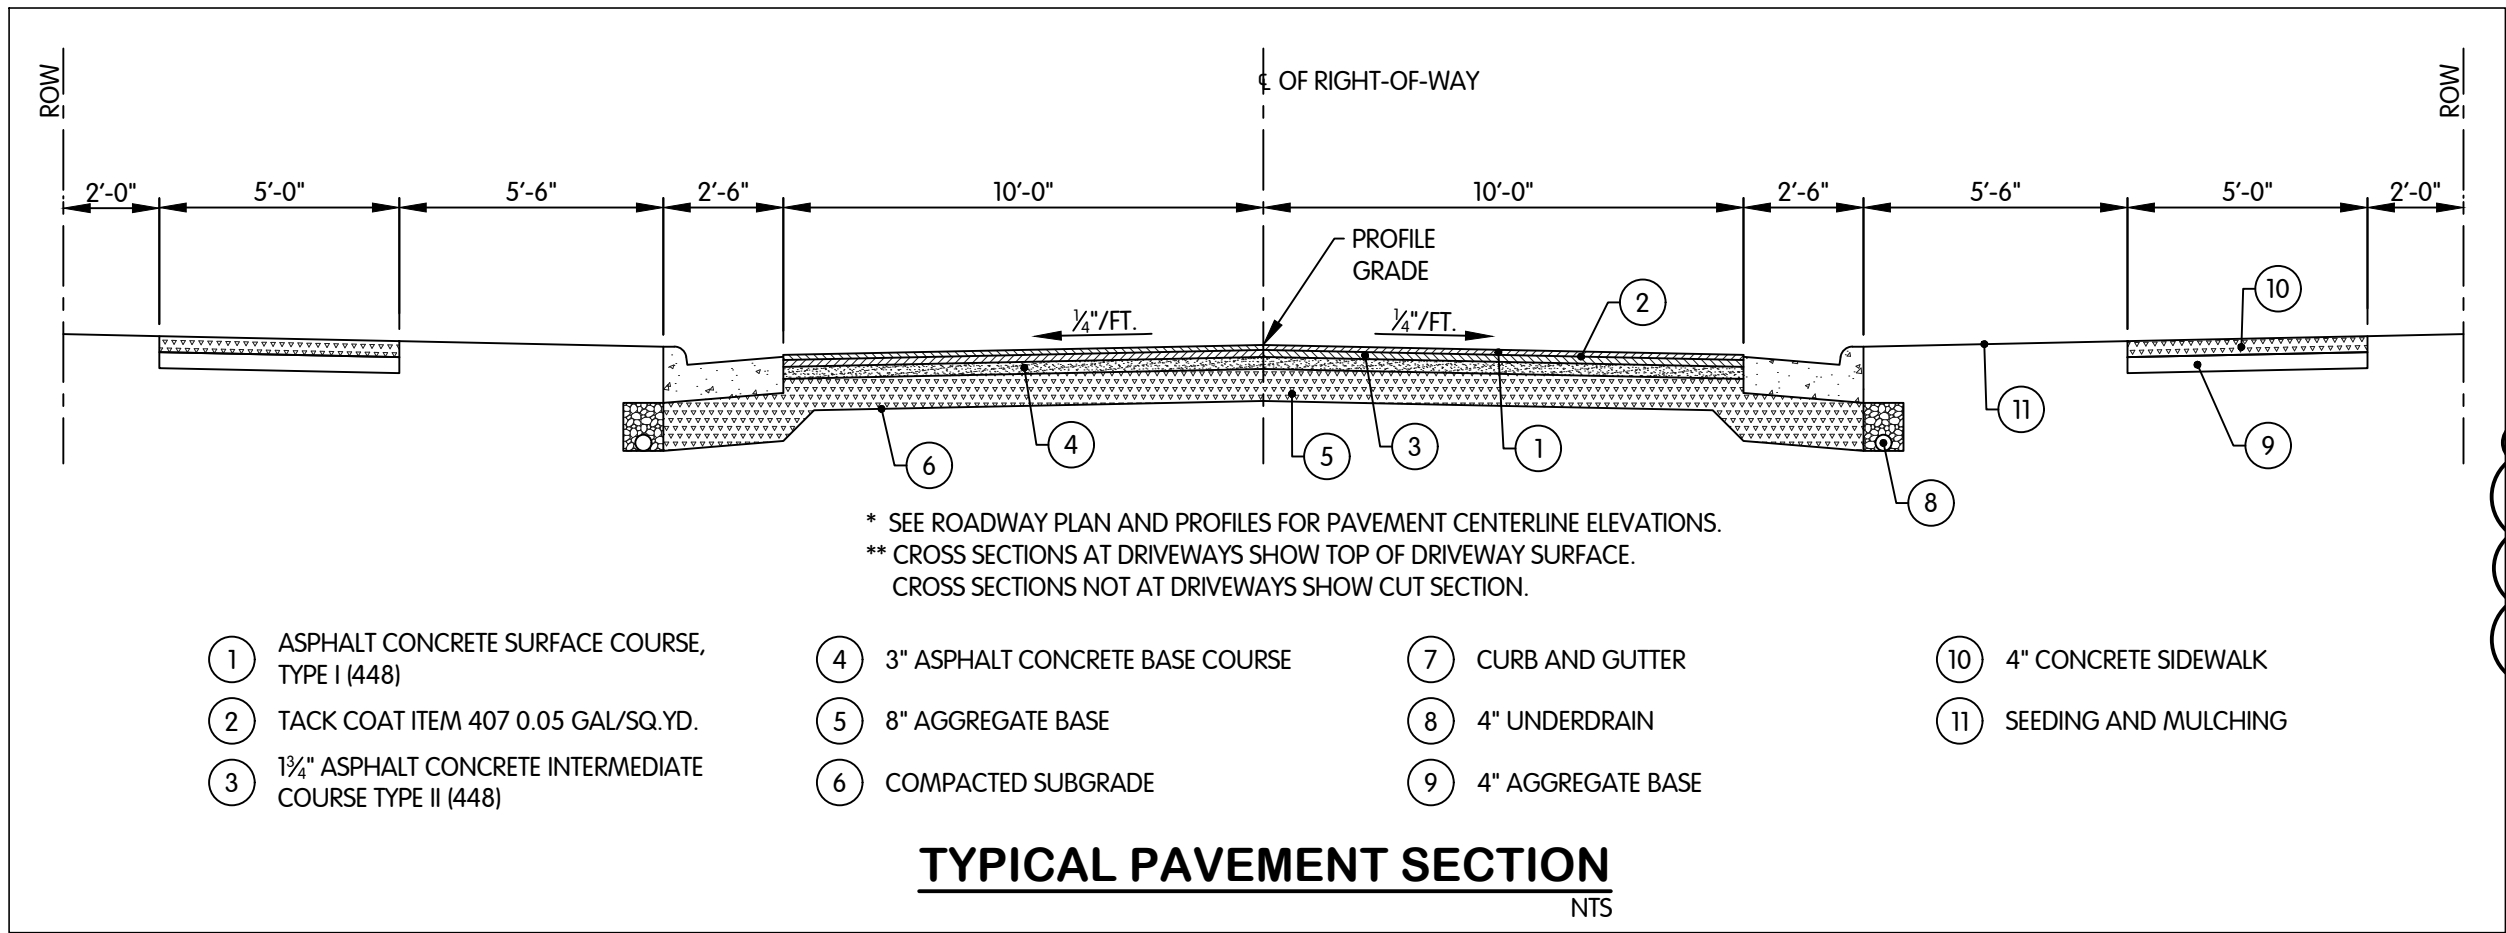 ROW
℄ OF RIGHT-OF-WAY
ROW
2'-0" 5'-0" 5'-6" 2'-6" 10'-0" 10'-0" 2'-6" 5'-6" 5'-0" 2'-0"
PROFILE
GRADE
¼"/FT. ¼"/FT.
2
10
11
4
6
5
3
1
9
8
* SEE ROADWAY PLAN AND PROFILES FOR PAVEMENT CENTERLINE ELEVATIONS.
** CROSS SECTIONS AT DRIVEWAYS SHOW TOP OF DRIVEWAY SURFACE.
CROSS SECTIONS NOT AT DRIVEWAYS SHOW CUT SECTION.
1 ASPHALT CONCRETE SURFACE COURSE,
TYPE I (448)
2 TACK COAT ITEM 407 0.05 GAL/SQ.YD.
3 1¾" ASPHALT CONCRETE INTERMEDIATE
COURSE TYPE II (448)
4 3" ASPHALT CONCRETE BASE COURSE
5 8" AGGREGATE BASE
6 COMPACTED SUBGRADE
7 CURB AND GUTTER
8 4" UNDERDRAIN
9 4" AGGREGATE BASE
10 4" CONCRETE SIDEWALK
11 SEEDING AND MULCHING
TYPICAL PAVEMENT SECTION
NTS